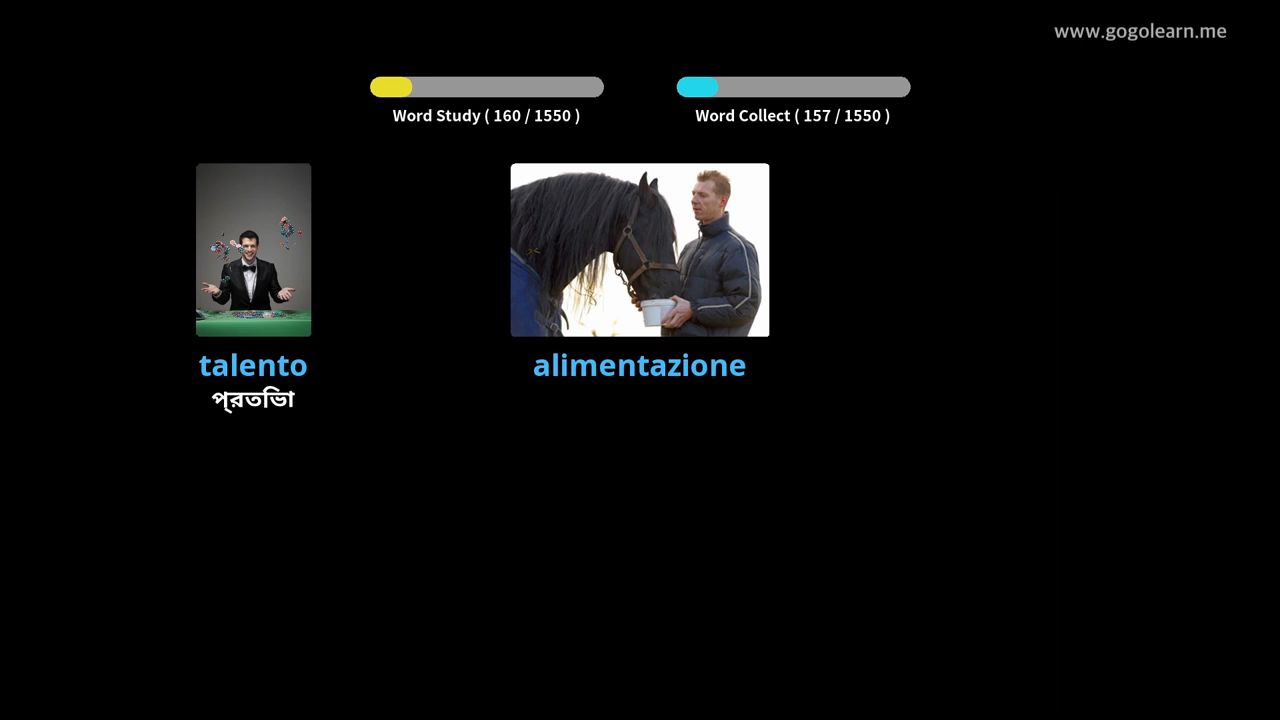 www.gogolearn.me
Word Study ( 160 / 1550 )
Word Collect ( 157 / 1550 )
talento
alimentazione
প্রতিভা